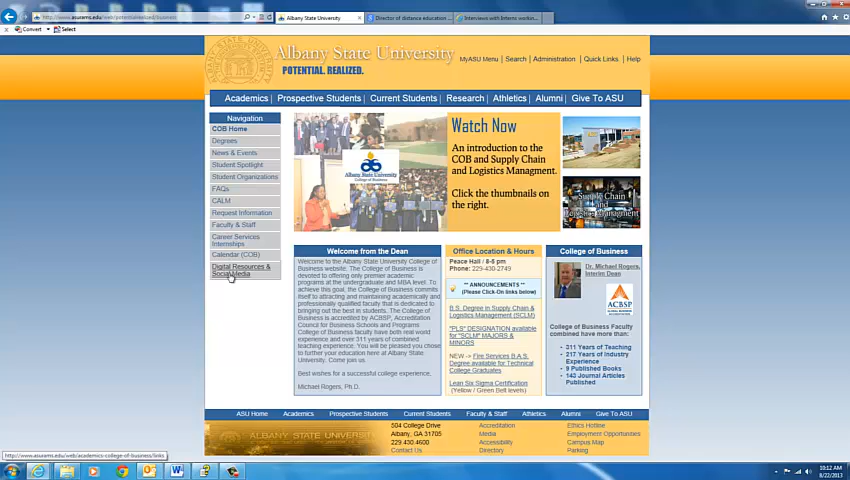 http://www.asurams.edu/web/potentialrealized/business
Albany State University
Director of distance education ...
Interviews with Interns workin...
Convert
Select
Albany State University
POTENTIAL. REALIZED.
MyASU Menu | Search | Administration | Quick Links | Help
Academics | Prospective Students | Current Students | Research | Athletics | Alumni | Give To ASU
Navigation
COB Home
Degrees
News & Events
Student Spotlight
Student Organizations
FAQs
CALM
Request Information
Faculty & Staff
Career Services
Internships
Calendar (COB)
Digital Resources &
Social Media
Albany State University
College of Business
Watch Now
An introduction to the
COB and Supply Chain
and Logistics Managment.
Click the thumbnails on
the right.
Supply Chain
and Logistics Managment
Welcome from the Dean
Welcome to the Albany State University College of
Business website. The College of Business is
devoted to offering only premier academic
programs at the undergraduate and MBA level. To
achieve this goal, the College of Business commits
itself to attracting and maintaining academically and
professionally qualified faculty that is dedicated to
bringing out the best in students. The College of
Business is accredited by ACBSP, Accreditation
Council for Business Schools and Programs
College of Business faculty have both real world
experience and over 311 years of combined
teaching experience. You will be pleased you chose
to further your education here at Albany State
University. Come join us.
Best wishes for a successful college experience,
Michael Rogers, Ph.D.
Office Location & Hours
Peace Hall / 8-5 pm
Phone: 229-430-2749
** ANNOUNCEMENTS **
(Please Click-On links below)
B.S. Degree in Supply Chain &
Logistics Management (SCLM)
"PLS" DESIGNATION available
for "SCLM" MAJORS &
MINORS
NEW -> Fire Services B.A.S.
Degree available for Technical
College Graduates
Lean Six Sigma Certification
(Yellow / Green Belt levels)
College of Business
Dr. Michael Rogers,
Interim Dean
ACBSP
College of Business Faculty
combined have more than:
311 Years of Teaching
217 Years of Industry
Experience
9 Published Books
143 Journal Articles
Published
ASU Home Academics Prospective Students Current Students Faculty & Staff Athletics Alumni Give To ASU
ALBANY STATE UNIVERSITY
504 College Drive
Albany, GA 31705
229.430.4600
Contact Us
Accreditation
Media
Accessibility
Directory
Ethics Hotline
Employment Opportunities
Campus Map
Parking
http://www.asurams.edu/web/academics-college-of-business/links
10:12 AM
8/22/2013